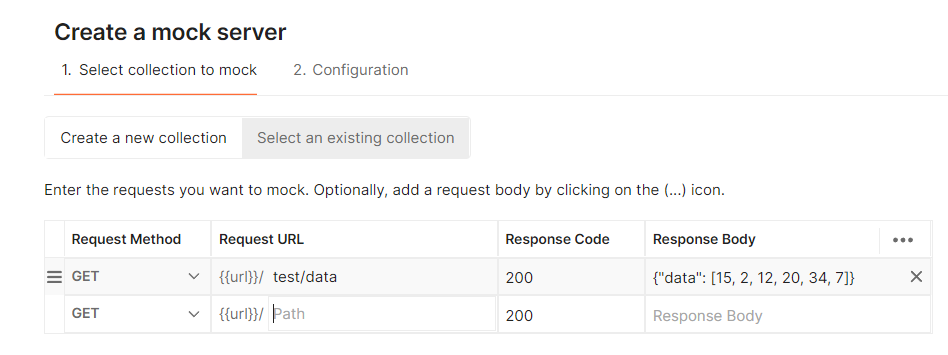 Create a mock server
1. Select collection to mock 2. Configuration
Create a new collection Select an existing collection
Enter the requests you want to mock. Optionally, add a request body by clicking on the (...) icon.
Request Method Request URL Response Code Response Body
GET {{url}}/ test/data 200 {"data": [15, 2, 12, 20, 34, 7]}
GET {{url}}/ Path 200 Response Body